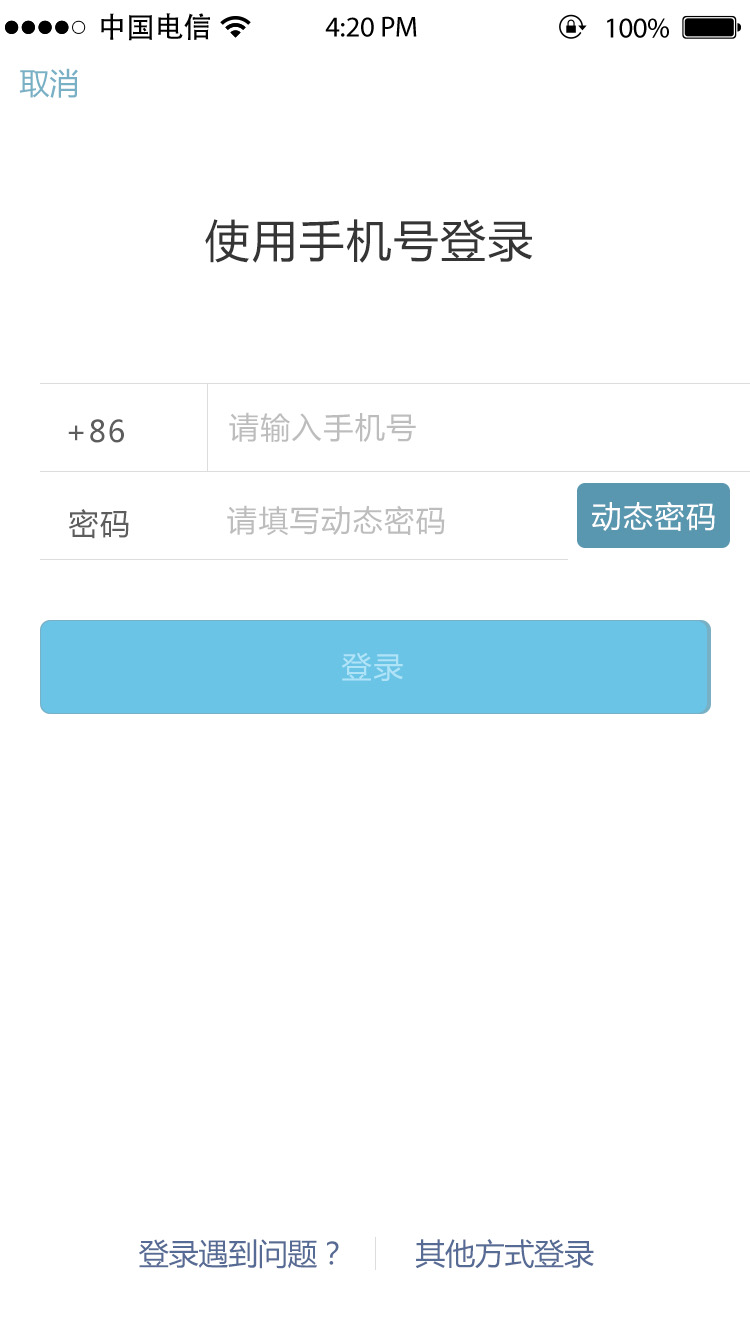 中国电信 4:20 PM 100%
取消
使用手机号登录
+86 请输入手机号
密码 请填写动态密码 动态密码
登录
登录遇到问题？ 其他方式登录